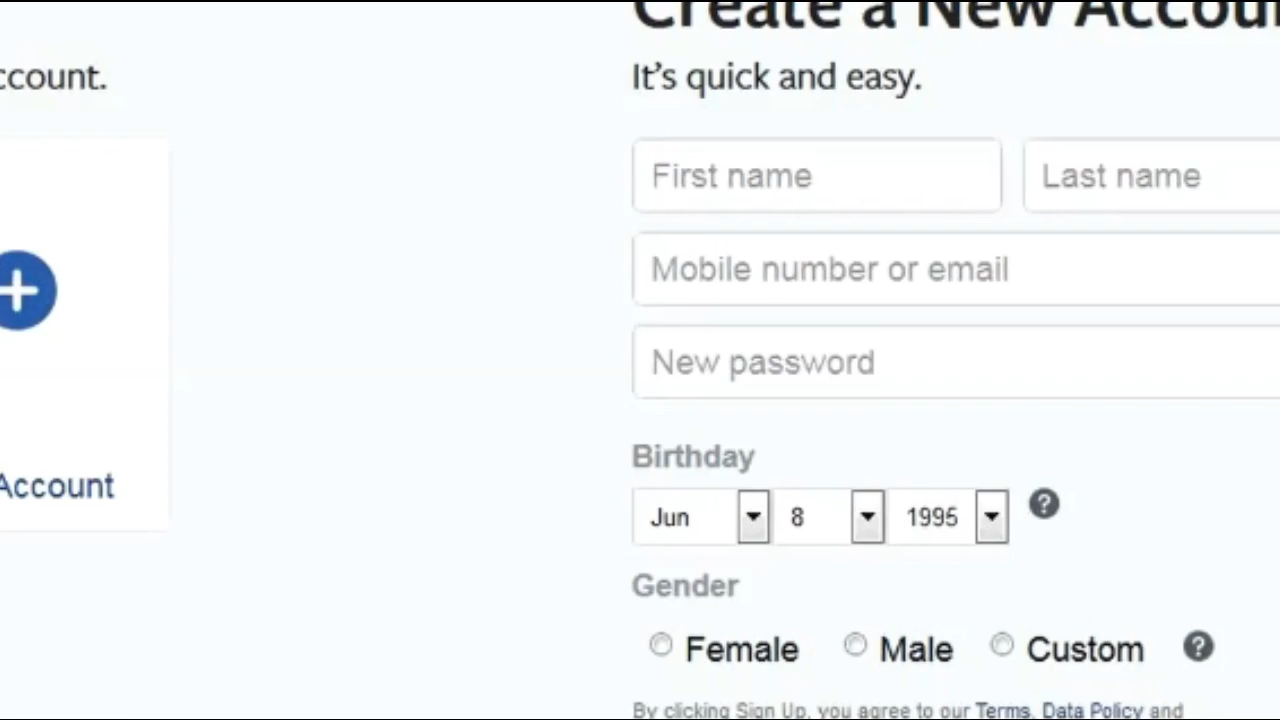 Create a New Accou
ccount.
It's quick and easy.
First name
Last name
Mobile number or email
New password
Account
Birthday
Jun
8
1995
?
Gender
Female
Male
Custom
?
By clicking Sign Up, you agree to our Terms, Data Policy and